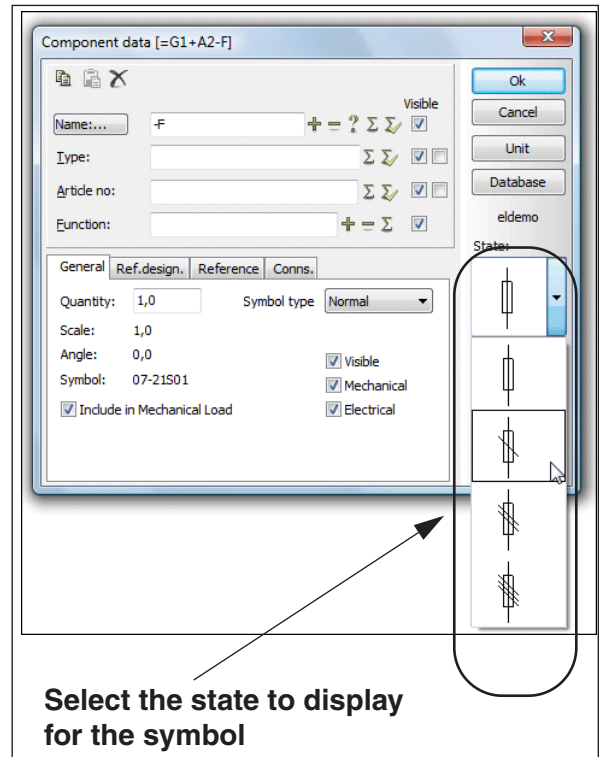 Component data [=G1+A2-F]
Ok
Visible
Cancel
Name:... -F + = ? Σ Σ
Unit
Type: Σ Σ
Database
Article no: Σ Σ
eldemo
Function: + = Σ
State:
General Ref.design. Reference Conns.
Quantity: 1,0 Symbol type Normal
Scale: 1,0
Angle: 0,0 Visible
Symbol: 07-21S01 Mechanical
Include in Mechanical Load Electrical
Select the state to display
for the symbol